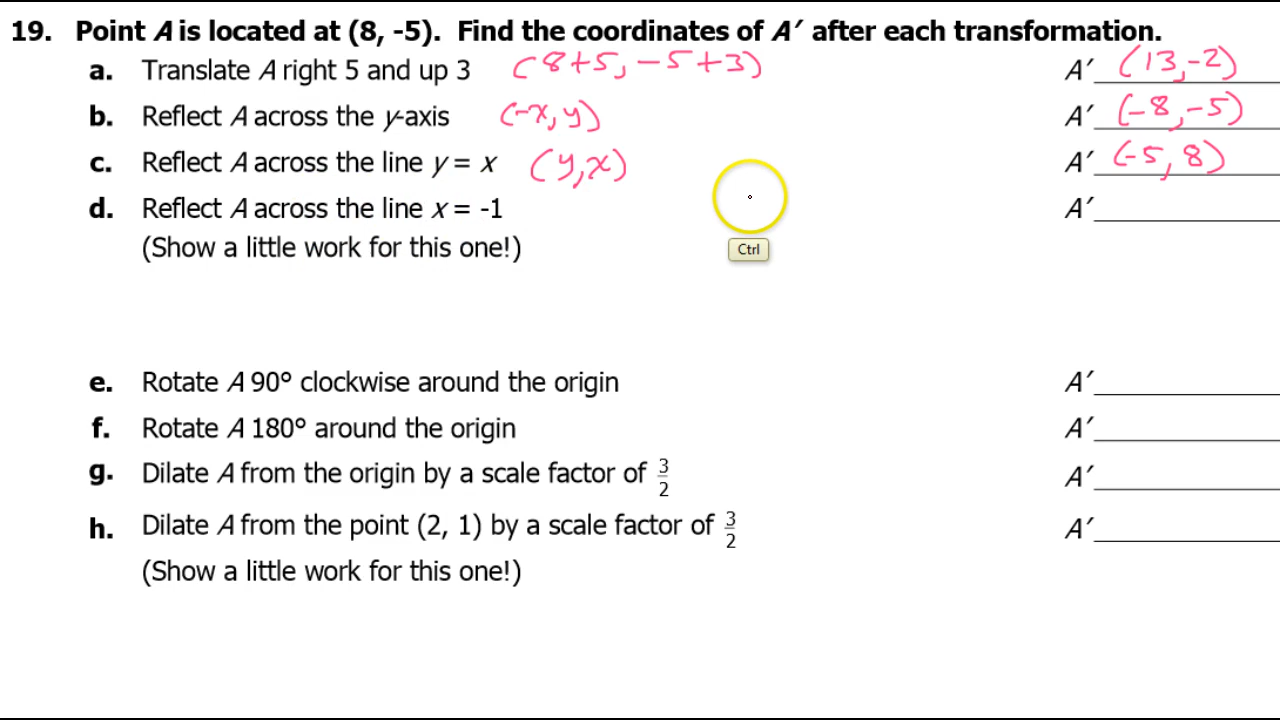 19. Point A is located at (8, -5). Find the coordinates of A′ after each transformation.
a. Translate A right 5 and up 3 (8+5, -5+3) A′ (13,-2)
b. Reflect A across the y-axis (-x, y) A′ (-8,-5)
c. Reflect A across the line y = x (y,x) A′ (-5, 8)
d. Reflect A across the line x = -1 A′
(Show a little work for this one!)
Ctrl
e. Rotate A 90° clockwise around the origin A′
f. Rotate A 180° around the origin A′
g. Dilate A from the origin by a scale factor of 3/2 A′
h. Dilate A from the point (2, 1) by a scale factor of 3/2 A′
(Show a little work for this one!)